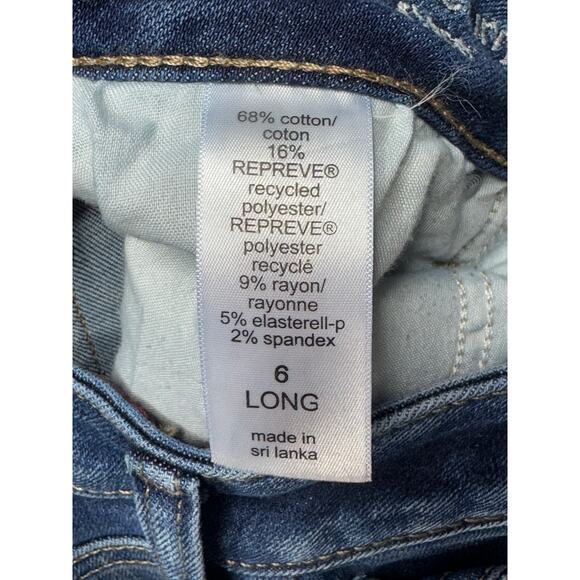 68% cotton/
coton
16%
REPREVE®
recycled
polyester/
REPREVE®
polyester
recyclé
9% rayon/
rayonne
5% elasterell-p
2% spandex
6
LONG
made in
sri lanka